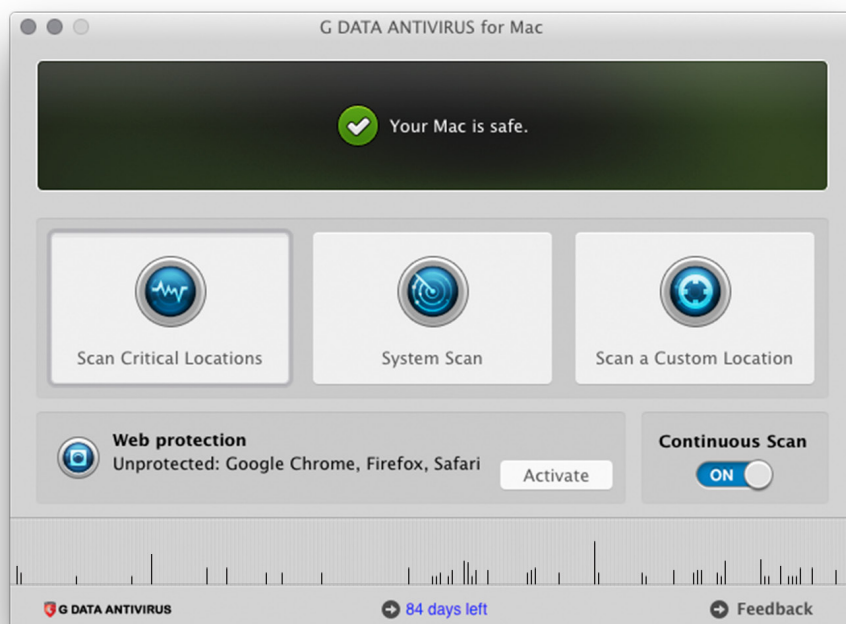 G DATA ANTIVIRUS for Mac
Your Mac is safe.
Scan Critical Locations
System Scan
Scan a Custom Location
Web protection
Unprotected: Google Chrome, Firefox, Safari
Activate
Continuous Scan
ON
G DATA ANTIVIRUS
84 days left
Feedback